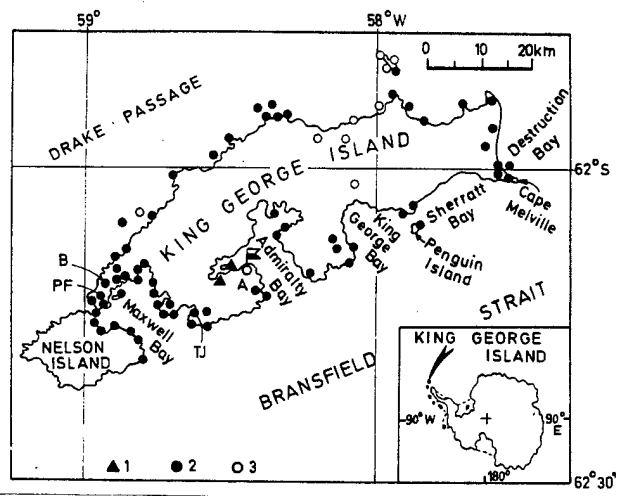 59°
58°W
0 10 20km
DRAKE PASSAGE
KING GEORGE ISLAND
Destruction
Bay
62°S
Cape
Melville
Sherratt
Bay
King
George
Bay
Penguin
Island
Admiralty
Bay
A
B
PF
Maxwell
Bay
TJ
NELSON
ISLAND
BRANSFIELD STRAIT
KING GEORGE
ISLAND
90°W
90°
E
180°
1 2 3
62°30'